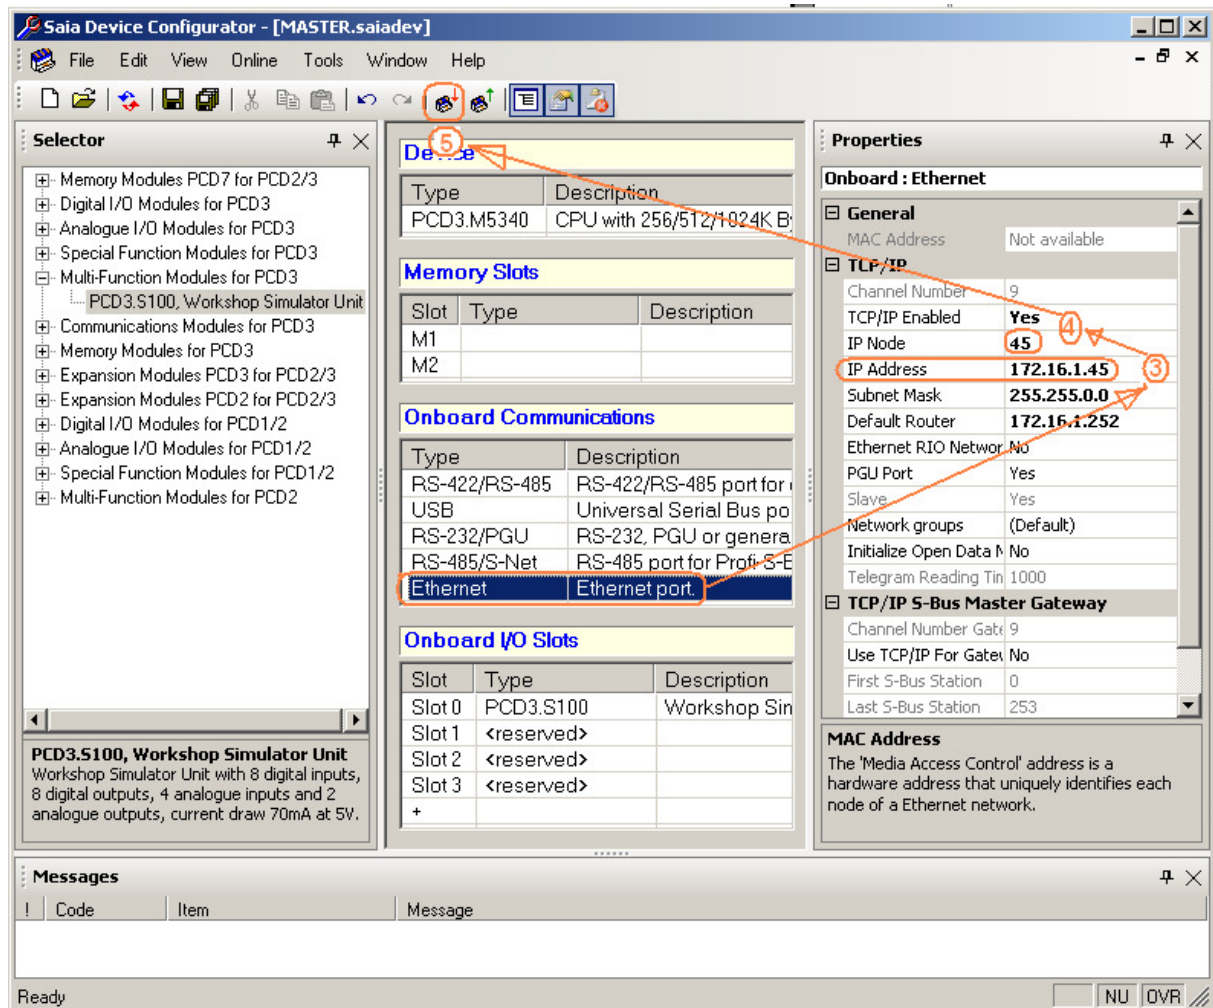 Saia Device Configurator - [MASTER.saiadev]
File Edit View Online Tools Window Help
Selector
Memory Modules PCD7 for PCD2/3
Digital I/O Modules for PCD3
Analogue I/O Modules for PCD3
Special Function Modules for PCD3
Multi-Function Modules for PCD3
PCD3.S100, Workshop Simulator Unit
Communications Modules for PCD3
Memory Modules for PCD3
Expansion Modules PCD3 for PCD2/3
Expansion Modules PCD2 for PCD2/3
Digital I/O Modules for PCD1/2
Analogue I/O Modules for PCD1/2
Special Function Modules for PCD1/2
Multi-Function Modules for PCD2
PCD3.S100, Workshop Simulator Unit
Workshop Simulator Unit with 8 digital inputs,
8 digital outputs, 4 analogue inputs and 2
analogue outputs, current draw 70mA at 5V.
5
Device
Type Description
PCD3.M5340 CPU with 256/512/1024K By
Memory Slots
Slot Type Description
M1
M2
Onboard Communications
Type Description
RS-422/RS-485 RS-422/RS-485 port for
USB Universal Serial Bus po
RS-232/PGU RS-232, PGU or genera
RS-485/S-Net RS-485 port for Profi-S-B
Ethernet Ethernet port.
Onboard I/O Slots
Slot Type Description
Slot 0 PCD3.S100 Workshop Sin
Slot 1 <reserved>
Slot 2 <reserved>
Slot 3 <reserved>
+
Properties
Onboard : Ethernet
General
MAC Address Not available
TCP/IP
Channel Number 9
TCP/IP Enabled Yes
4
IP Node 45
IP Address 172.16.1.45
3
Subnet Mask 255.255.0.0
Default Router 172.16.1.252
Ethernet RIO Networ No
PGU Port Yes
Slave Yes
Network groups (Default)
Initialize Open Data M No
Telegram Reading Tin 1000
TCP/IP S-Bus Master Gateway
Channel Number Gate 9
Use TCP/IP For Gatew No
First S-Bus Station 0
Last S-Bus Station 253
MAC Address
The 'Media Access Control' address is a
hardware address that uniquely identifies each
node of a Ethernet network.
Messages
! Code Item Message
Ready NU OVR